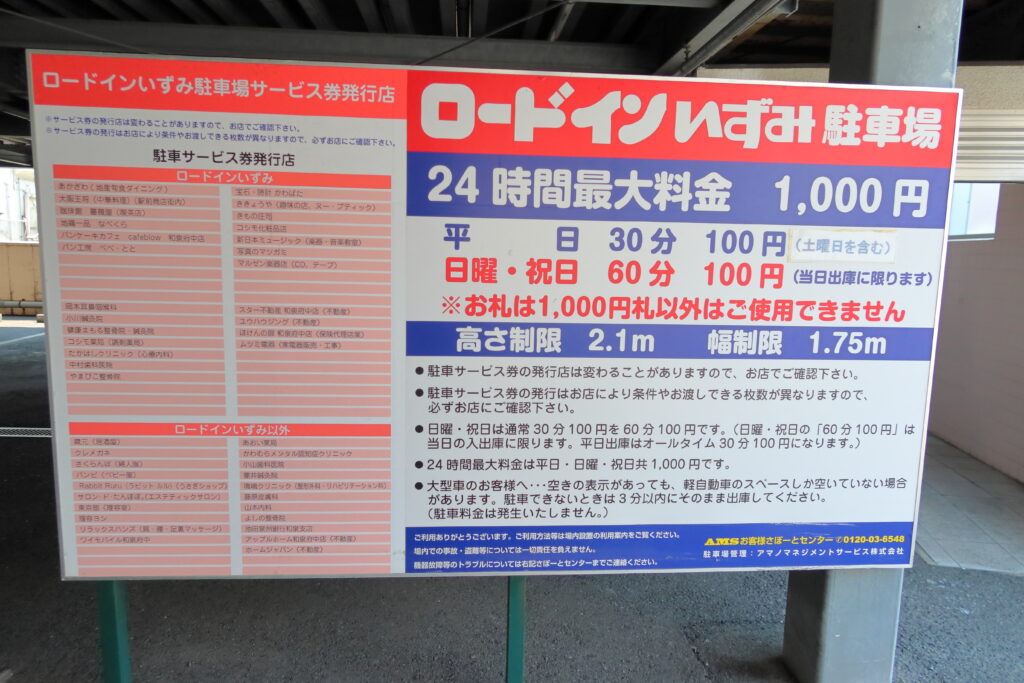 ロードインいずみ駐車場サービス券発行店
※サービス券の発行店は変わることがありますので、お店でご確認下さい。
※サービス券の発行はお店により条件やお渡しできる枚数が異なりますので、必ずお店にご確認下さい。
駐車サービス券発行店
ロードインいずみ
あかざわ(地産旬食ダイニング)
大阪王将(中華料理)(駅前商店街内)
珈琲館 薔薇屋(喫茶店)
地鶏一品 なべくら
パンケーキカフェ cafeblow 和泉府中店
パン工房 ぺぺ・とと
小川鍼灸院
健康えもる整骨院・鍼灸院
コシモ薬局(調剤薬局)
たかはしクリニック(心療内科)
中村歯科医院
やまびこ整骨院
宝石・時計 かわばた
ききょうや(趣味の店、ヌー・ブティック)
きもの庄司
コシモ化粧品店
新日本ミュージック(楽器・音楽教室)
写真のマンガミ
マルゼン楽器店(CD、テープ)
スター不動産 和泉府中店(不動産)
ユウハウジング(不動産)
ほけんの扉 和泉府中店(保険代理店業)
ムツミ電器(家電器販売・工事)
ロードインいずみ以外
蔵元(居酒屋)
クレメガネ
さくらんぼ(婦人服)
バンビ(ベビー服)
Rabbit Ruru(ラビット ルル)(うさぎショップ)
サロン・ド・たんぽぽ。(エステティックサロン)
東京館(理容室)
理容ヨシ
リラックスハンズ(肩・腰・足裏マッサージ)
ワイモバイル和泉府中
あおい薬局
かわむらメンタル認知症クリニック
小山歯科医院
藤原皮膚科
山本内科
よしの整骨院
池田泉州銀行和泉支店
アップルホーム和泉府中店(不動産)
ホームジャパン(不動産)
ロードインいずみ駐車場
24時間最大料金 1,000円
平日 30分 100円(土曜日を含む)
日曜・祝日 60分 100円(当日出庫に限ります)
※お札は1,000円札以外はご使用できません
高さ制限 2.1m 幅制限 1.75m
●駐車サービス券の発行店は変わることがありますので、お店でご確認下さい。
●駐車サービス券の発行はお店により条件やお渡しできる枚数が異なりますので、
必ずお店にご確認下さい。
●日曜・祝日は通常30分100円を60分100円です。(日曜・祝日の「60分100円」は
当日の入出庫に限ります。平日出庫はオールタイム30分100円になります。)
●24時間最大料金は平日・日曜・祝日共1,000円です。
●大型車のお客様へ・・・空きの表示があっても、軽自動車のスペースしか空いていない場合
があります。駐車できないときは3分以内にそのまま出庫してください。
(駐車料金は発生いたしません。)
ご利用ありがとうございます。ご利用方法等は場内設置の利用案内をご覧ください。
場内での事故・盗難等については一切責任を負えません。
機器故障等のトラブルについては右記さぽーとセンターまでご連絡ください。
AMSお客様さぽーとセンター ✆0120-03-6548
駐車場管理:アマノマネジメントサービス株式会社